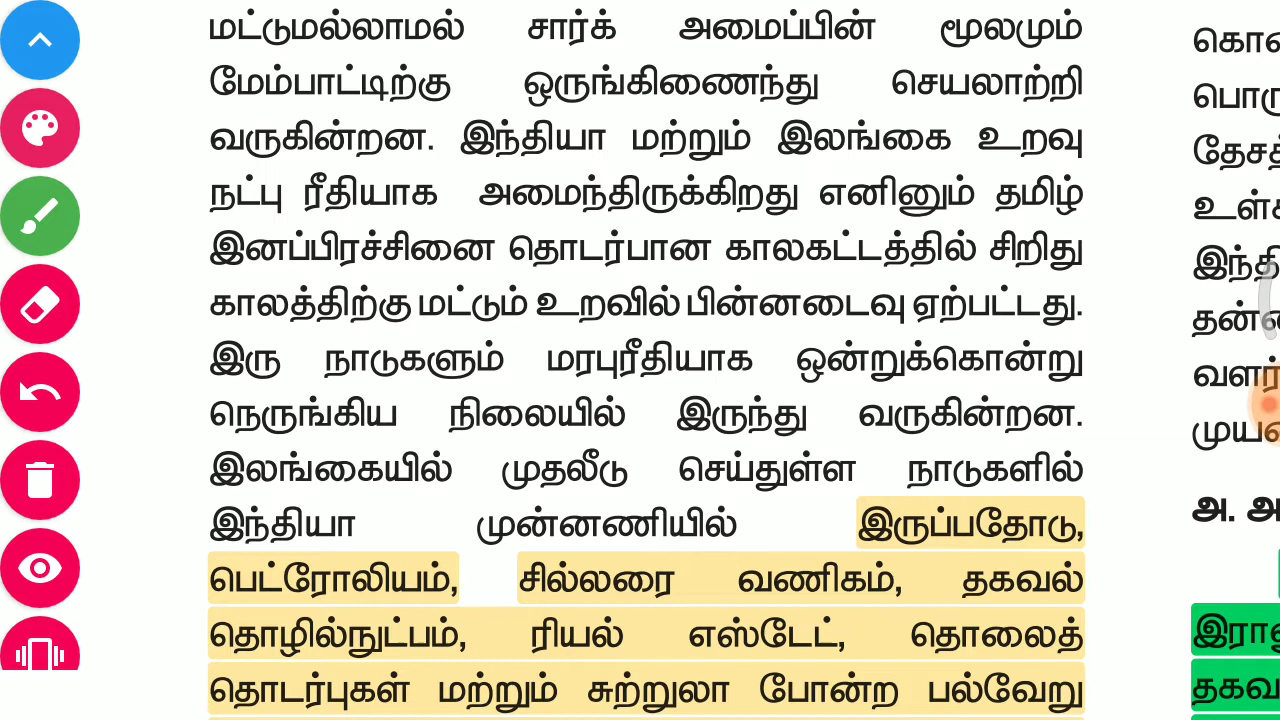 மட்டுமல்லாமல் சார்க் அமைப்பின் மூலமும்
மேம்பாட்டிற்கு ஒருங்கிணைந்து செயலாற்றி
வருகின்றன. இந்தியா மற்றும் இலங்கை உறவு
நட்பு ரீதியாக அமைந்திருக்கிறது எனினும் தமிழ்
இனப்பிரச்சினை தொடர்பான காலகட்டத்தில் சிறிது
காலத்திற்கு மட்டும் உறவில் பின்னடைவு ஏற்பட்டது.
இரு நாடுகளும் மரபுரீதியாக ஒன்றுக்கொன்று
நெருங்கிய நிலையில் இருந்து வருகின்றன.
இலங்கையில் முதலீடு செய்துள்ள நாடுகளில்
இந்தியா முன்னணியில் இருப்பதோடு,
பெட்ரோலியம், சில்லரை வணிகம், தகவல்
தொழில்நுட்பம், ரியல் எஸ்டேட், தொலைத்
தொடர்புகள் மற்றும் சுற்றுலா போன்ற பல்வேறு
அ.